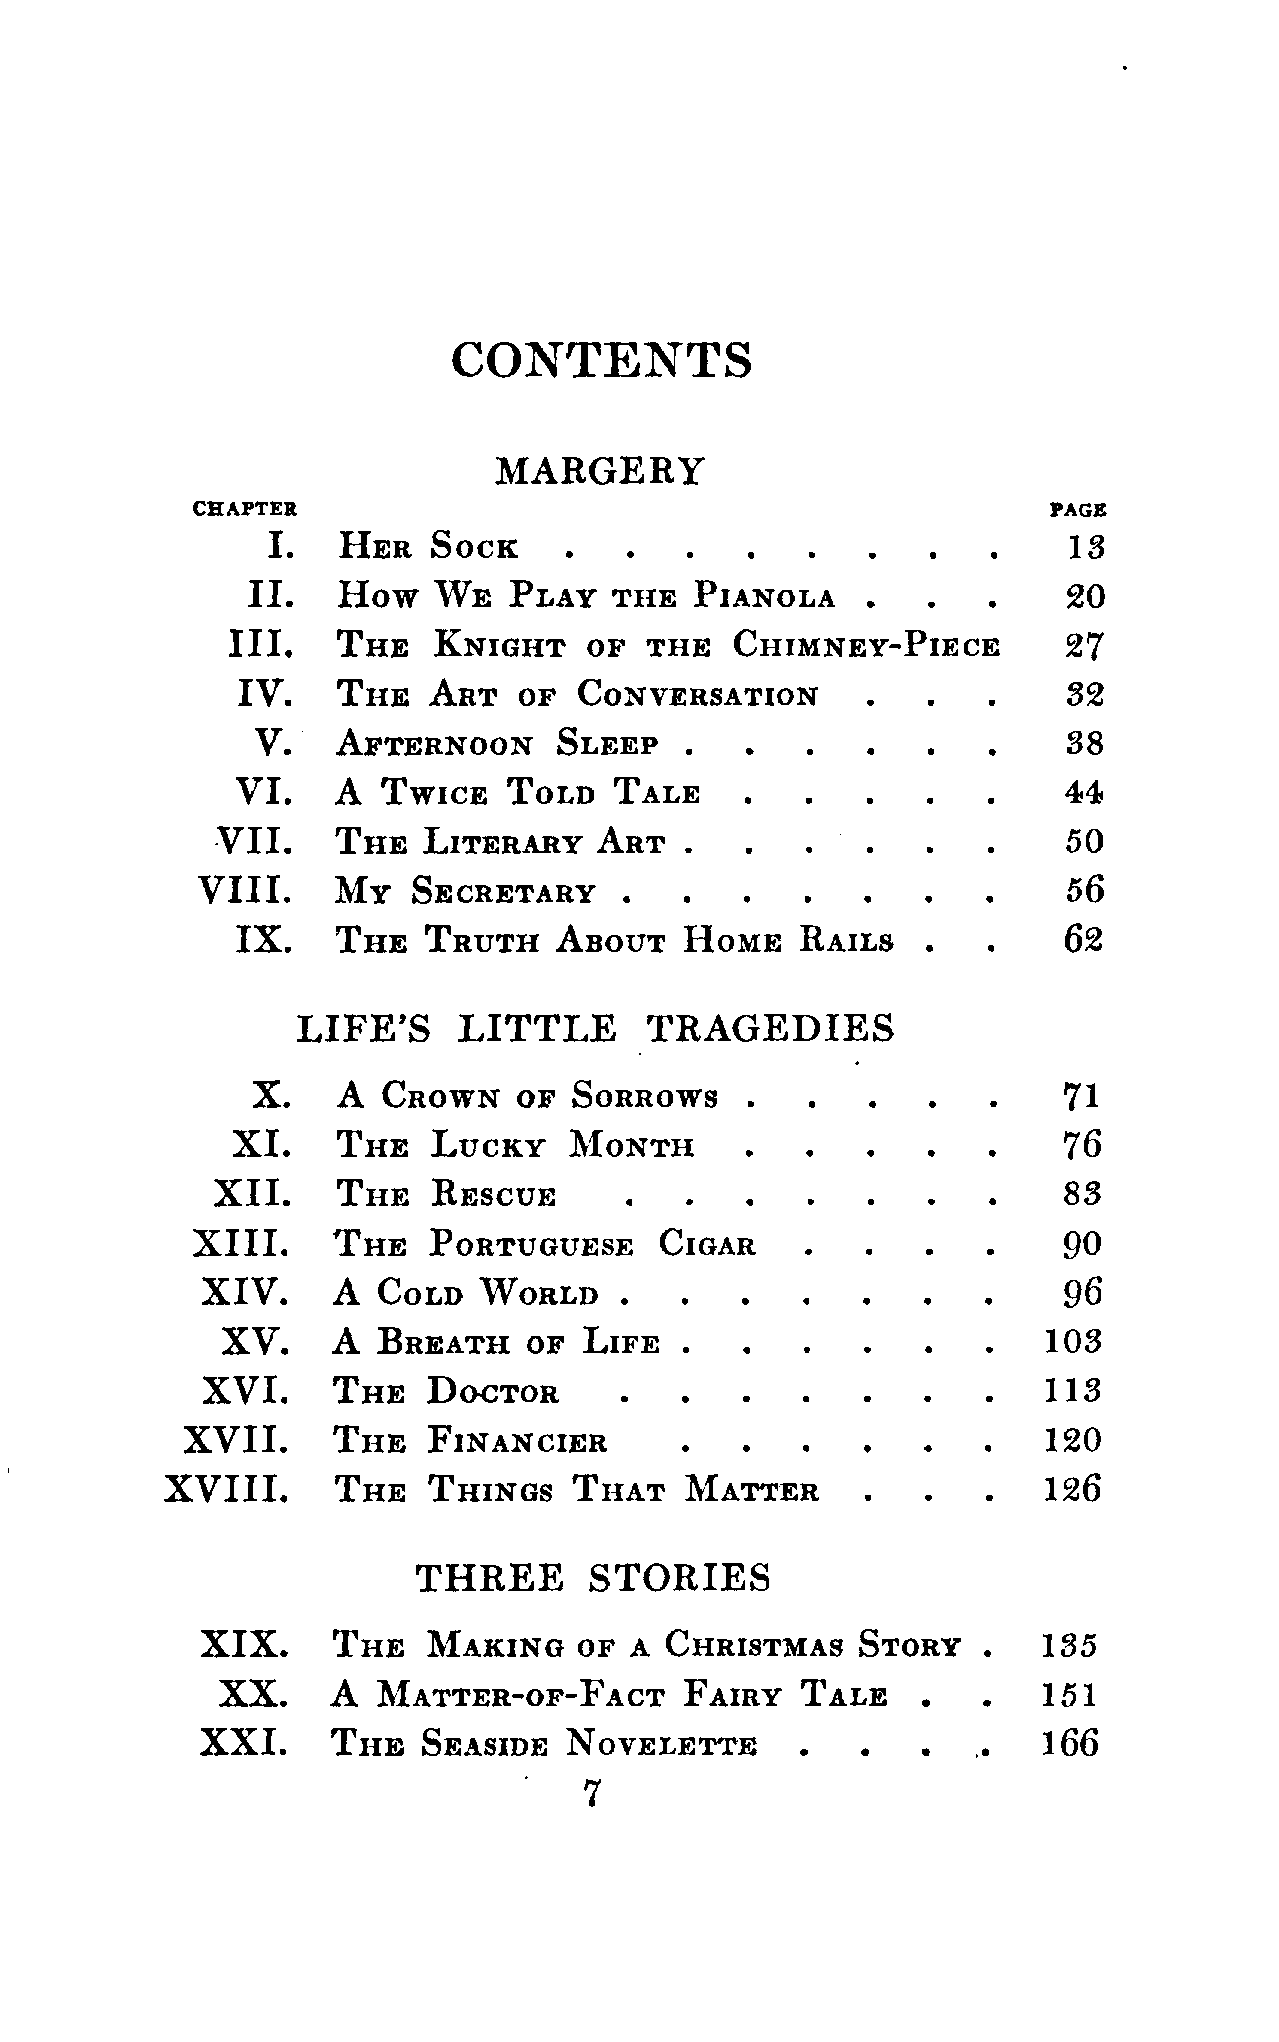 CONTENTS
MARGERY
CHAPTER PAGE
I. HER SOCK . . . . . . . . 13
II. HOW WE PLAY THE PIANOLA . . . 20
III. THE KNIGHT OF THE CHIMNEY-PIECE 27
IV. THE ART OF CONVERSATION . . . 32
V. AFTERNOON SLEEP . . . . . . 38
VI. A TWICE TOLD TALE . . . . . 44
VII. THE LITERARY ART . . . . . . 50
VIII. MY SECRETARY . . . . . . . 56
IX. THE TRUTH ABOUT HOME RAILS . . 62
LIFE'S LITTLE TRAGEDIES
X. A CROWN OF SORROWS . . . . . 71
XI. THE LUCKY MONTH . . . . . 76
XII. THE RESCUE . . . . . . . 83
XIII. THE PORTUGUESE CIGAR . . . . 90
XIV. A COLD WORLD . . . . . . . 96
XV. A BREATH OF LIFE . . . . . . 103
XVI. THE DOCTOR . . . . . . . 113
XVII. THE FINANCIER . . . . . . 120
XVIII. THE THINGS THAT MATTER . . . 126
THREE STORIES
XIX. THE MAKING OF A CHRISTMAS STORY . 135
XX. A MATTER-OF-FACT FAIRY TALE . . 151
XXI. THE SEASIDE NOVELETTE . . . . 166
7